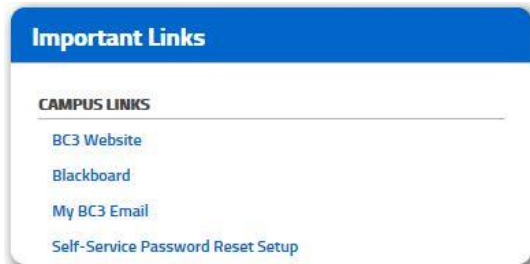 Important Links
CAMPUS LINKS
BC3 Website
Blackboard
My BC3 Email
Self-Service Password Reset Setup